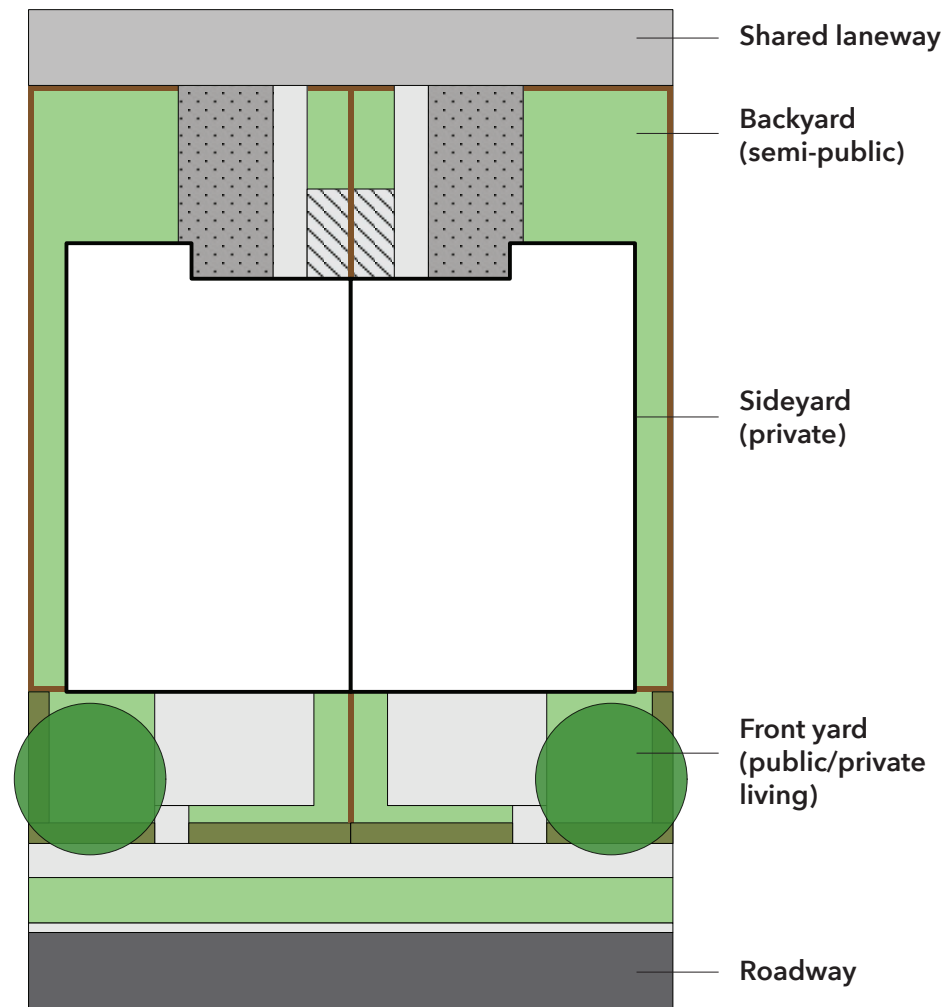 Shared laneway
Backyard
(semi-public)
Sideyard
(private)
Front yard
(public/private
living)
Roadway